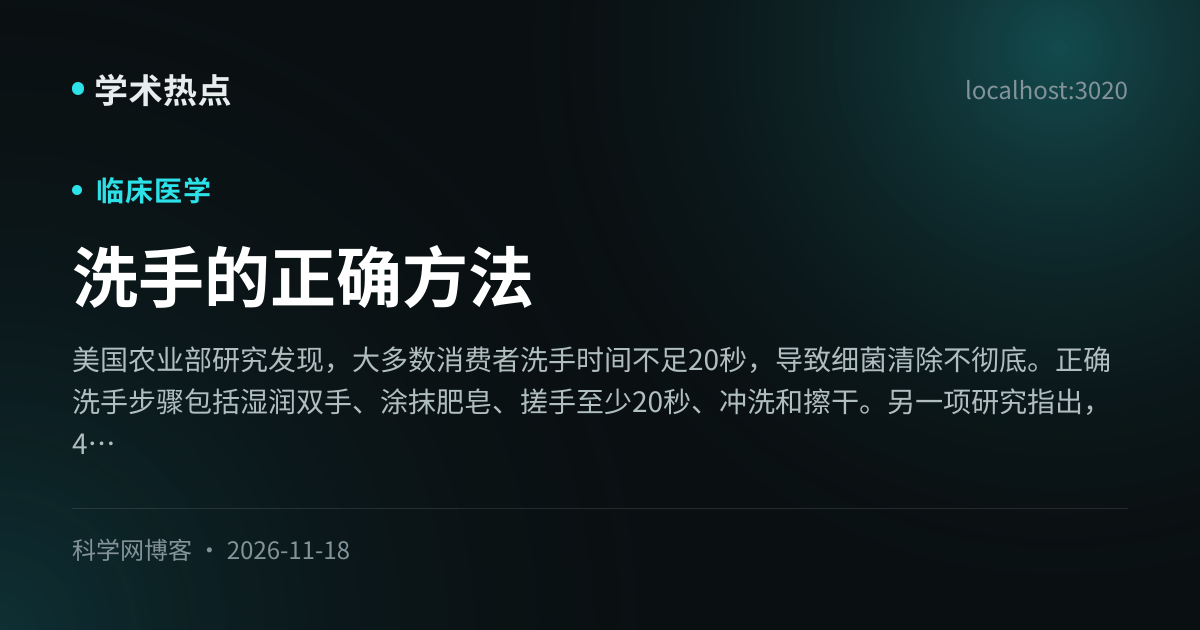 学术热点
localhost:3020
临床医学
洗手的正确方法
美国农业部研究发现，大多数消费者洗手时间不足20秒，导致细菌清除不彻底。正确
洗手步骤包括湿润双手、涂抹肥皂、搓手至少20秒、冲洗和擦干。另一项研究指出，
4…
科学网博客 • 2026-11-18